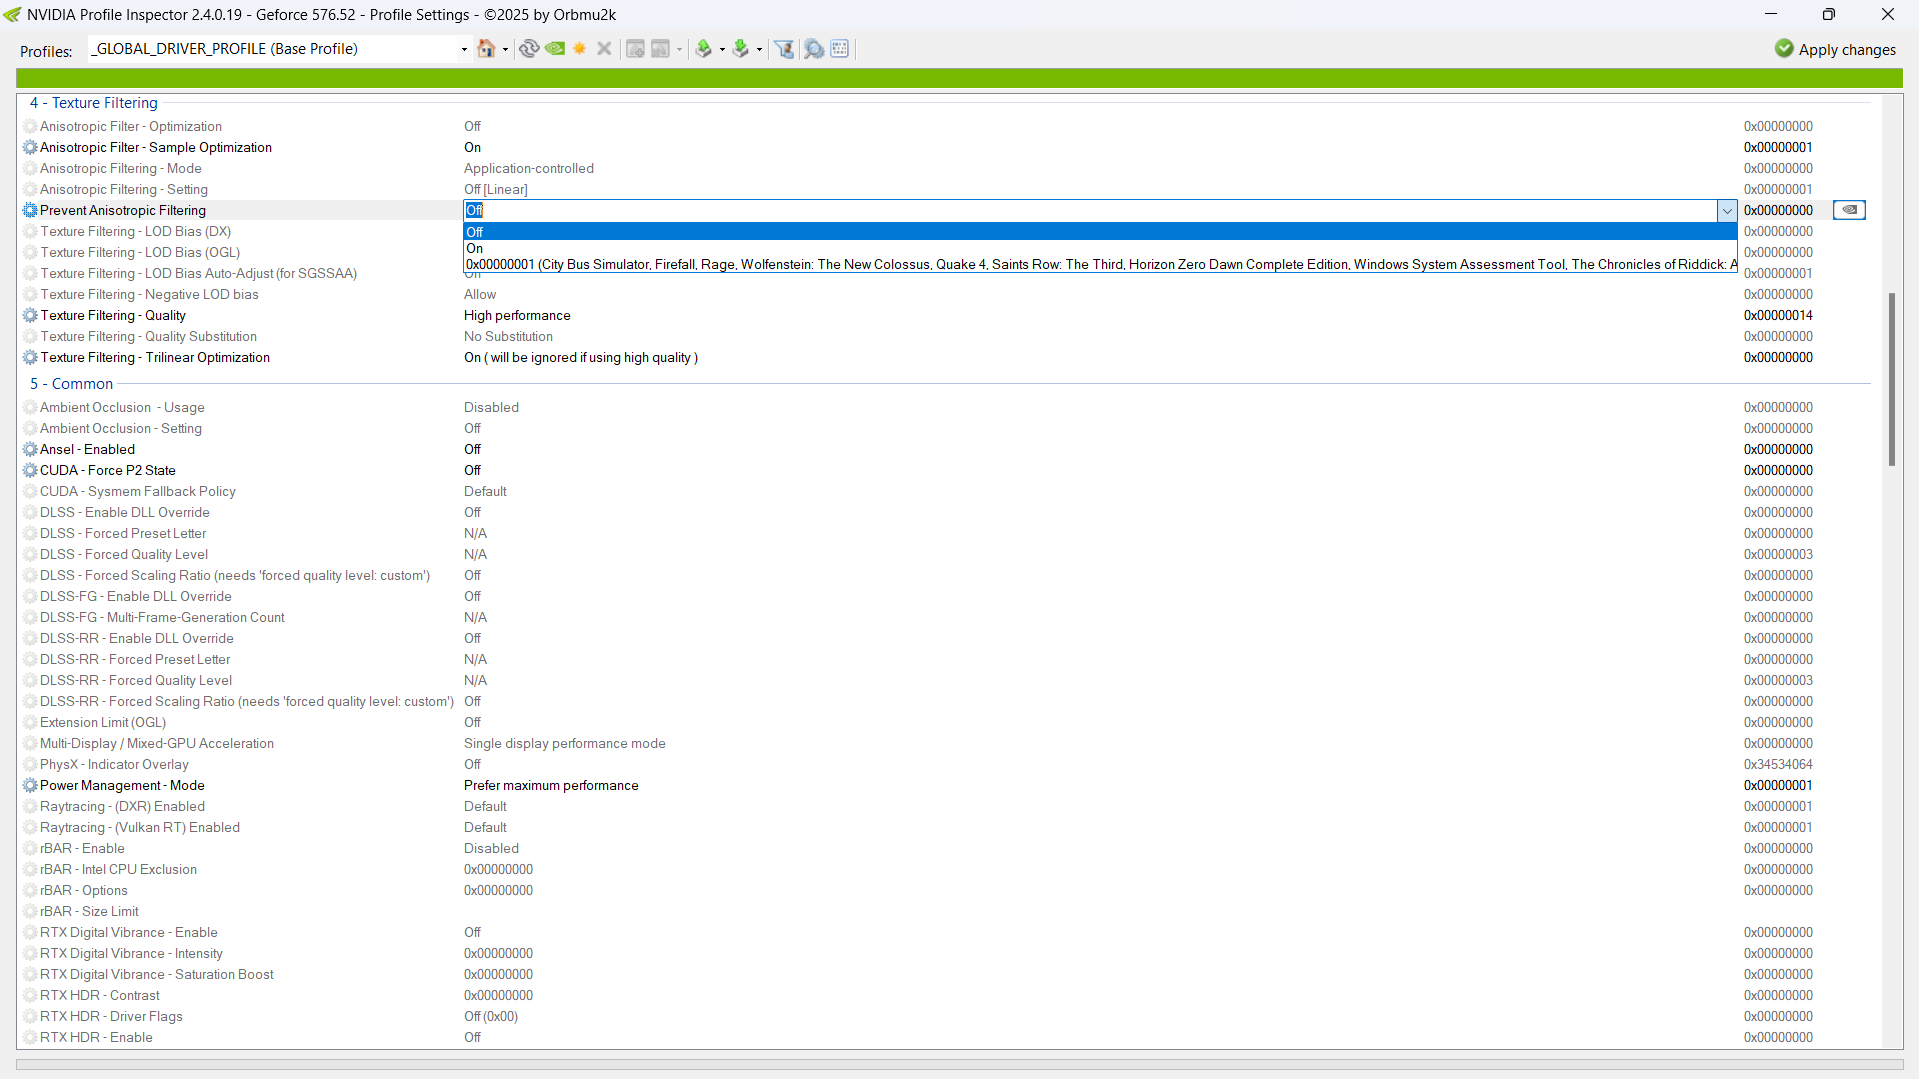 NVIDIA Profile Inspector 2.4.0.19 - Geforce 576.52 - Profile Settings - ©2025 by Orbmu2k
Profiles: _GLOBAL_DRIVER_PROFILE (Base Profile) Apply changes
4 - Texture Filtering
Anisotropic Filter - Optimization Off 0x00000000
Anisotropic Filter - Sample Optimization On 0x00000001
Anisotropic Filtering - Mode Application-controlled 0x00000000
Anisotropic Filtering - Setting Off [Linear] 0x00000001
Prevent Anisotropic Filtering Off 0x00000000
Texture Filtering - LOD Bias (DX) Off 0x00000000
Texture Filtering - LOD Bias (OGL) On 0x00000000
0x00000001 (City Bus Simulator, Firefall, Rage, Wolfenstein: The New Colossus, Quake 4, Saints Row: The Third, Horizon Zero Dawn Complete Edition, Windows System Assessment Tool, The Chronicles of Riddick: A
Texture Filtering - LOD Bias Auto-Adjust (for SGSSAA) 0x00000001
Texture Filtering - Negative LOD bias Allow 0x00000000
Texture Filtering - Quality High performance 0x00000014
Texture Filtering - Quality Substitution No Substitution 0x00000000
Texture Filtering - Trilinear Optimization On ( will be ignored if using high quality ) 0x00000000
5 - Common
Ambient Occlusion - Usage Disabled 0x00000000
Ambient Occlusion - Setting Off 0x00000000
Ansel - Enabled Off 0x00000000
CUDA - Force P2 State Off 0x00000000
CUDA - Sysmem Fallback Policy Default 0x00000000
DLSS - Enable DLL Override Off 0x00000000
DLSS - Forced Preset Letter N/A 0x00000000
DLSS - Forced Quality Level N/A 0x00000003
DLSS - Forced Scaling Ratio (needs 'forced quality level: custom') Off 0x00000000
DLSS-FG - Enable DLL Override Off 0x00000000
DLSS-FG - Multi-Frame-Generation Count N/A 0x00000000
DLSS-RR - Enable DLL Override Off 0x00000000
DLSS-RR - Forced Preset Letter N/A 0x00000000
DLSS-RR - Forced Quality Level N/A 0x00000003
DLSS-RR - Forced Scaling Ratio (needs 'forced quality level: custom') Off 0x00000000
Extension Limit (OGL) Off 0x00000000
Multi-Display / Mixed-GPU Acceleration Single display performance mode 0x00000000
PhysX - Indicator Overlay Off 0x34534064
Power Management - Mode Prefer maximum performance 0x00000001
Raytracing - (DXR) Enabled Default 0x00000001
Raytracing - (Vulkan RT) Enabled Default 0x00000001
rBAR - Enable Disabled 0x00000000
rBAR - Intel CPU Exclusion 0x00000000 0x00000000
rBAR - Options 0x00000000 0x00000000
rBAR - Size Limit
RTX Digital Vibrance - Enable Off 0x00000000
RTX Digital Vibrance - Intensity 0x00000000 0x00000000
RTX Digital Vibrance - Saturation Boost 0x00000000 0x00000000
RTX HDR - Contrast 0x00000000 0x00000000
RTX HDR - Driver Flags Off (0x00) 0x00000000
RTX HDR - Enable Off 0x00000000